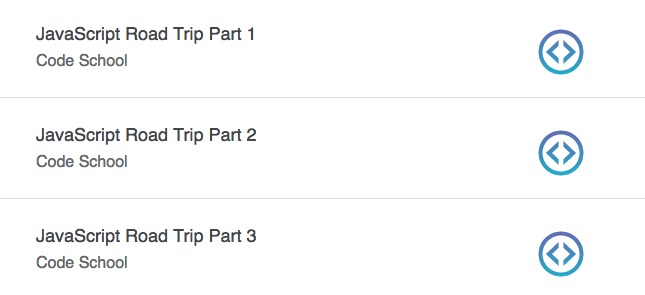 JavaScript Road Trip Part 1
Code School
JavaScript Road Trip Part 2
Code School
JavaScript Road Trip Part 3
Code School